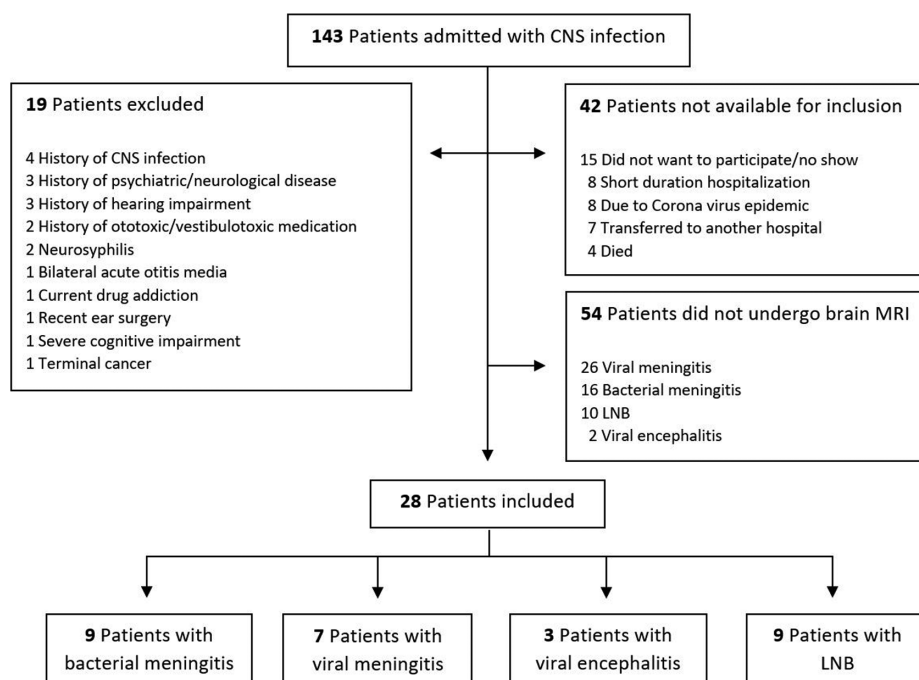 143 Patients admitted with CNS infection
19 Patients excluded
4 History of CNS infection
3 History of psychiatric/neurological disease
3 History of hearing impairment
2 History of ototoxic/vestibulotoxic medication
2 Neurosyphilis
1 Bilateral acute otitis media
1 Current drug addiction
1 Recent ear surgery
1 Severe cognitive impairment
1 Terminal cancer
42 Patients not available for inclusion
15 Did not want to participate/no show
8 Short duration hospitalization
8 Due to Corona virus epidemic
7 Transferred to another hospital
4 Died
54 Patients did not undergo brain MRI
26 Viral meningitis
16 Bacterial meningitis
10 LNB
2 Viral encephalitis
28 Patients included
9 Patients with
bacterial meningitis
7 Patients with
viral meningitis
3 Patients with
viral encephalitis
9 Patients with
LNB